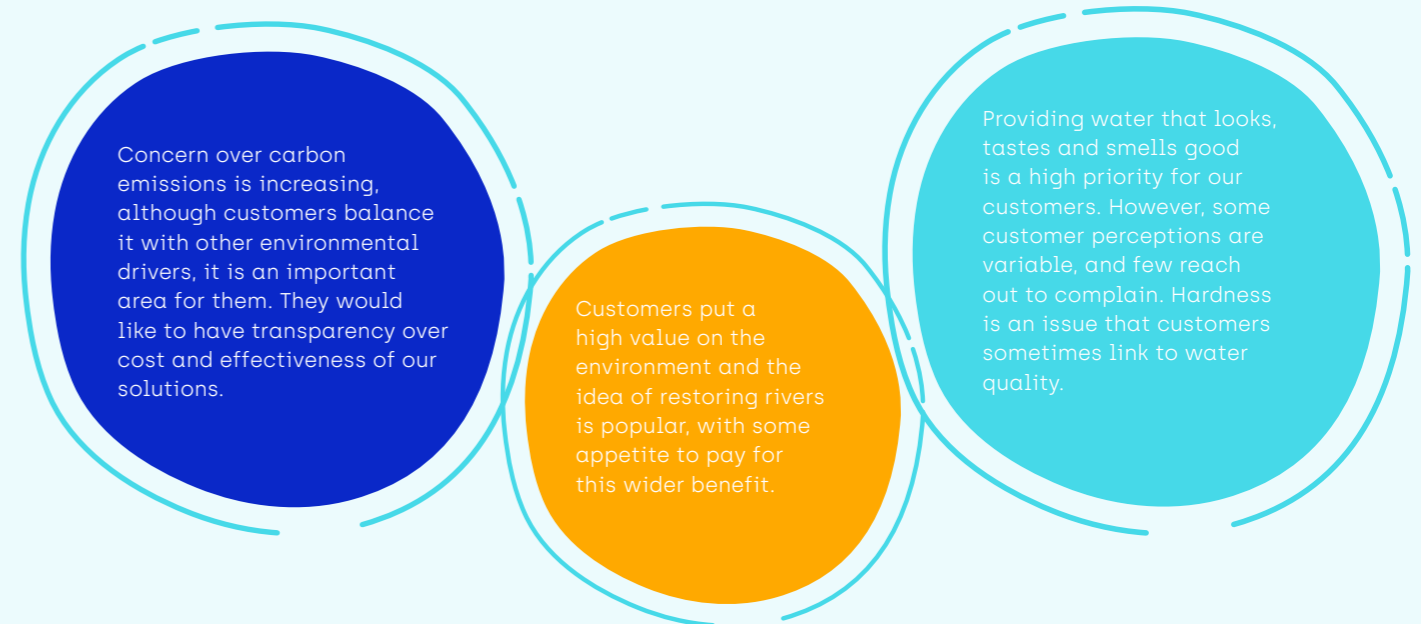 Concern over carbon
emissions is increasing,
although customers balance
it with other environmental
drivers, it is an important
area for them. They would
like to have transparency over
cost and effectiveness of our
solutions.
Customers put a
high value on the
environment and the
idea of restoring rivers
is popular, with some
appetite to pay for
this wider benefit.
Providing water that looks,
tastes and smells good
is a high priority for our
customers. However, some
customer perceptions are
variable, and few reach
out to complain. Hardness
is an issue that customers
sometimes link to water
quality.